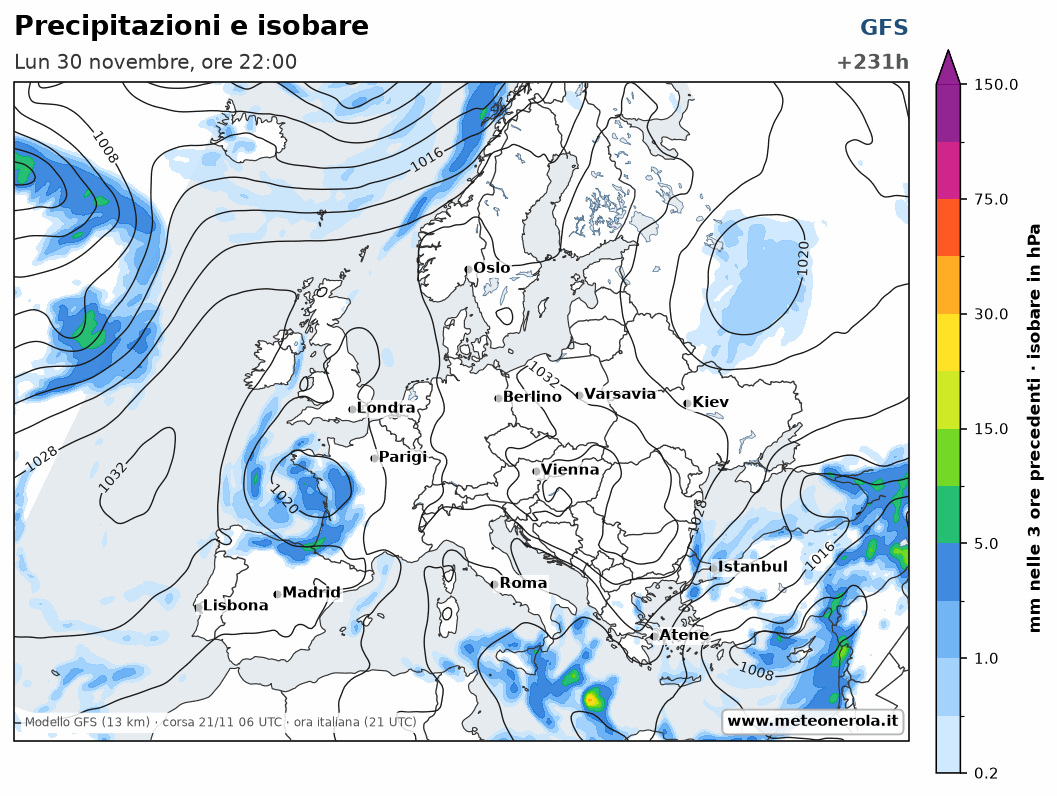 Precipitazioni e isobare
GFS
Lun 30 novembre, ore 22:00
+231h
150.0
75.0
30.0
15.0
5.0
1.0
0.2
mm nelle 3 ore precedenti · isobare in hPa
1008
1016
1020
Oslo
1032
Berlino
Varsavia
Kiev
Londra
1028
Parigi
Vienna
1032
1020
1028
1016
Istanbul
Roma
Madrid
Lisbona
Atene
1008
Modello GFS (13 km) · corsa 21/11 06 UTC · ora italiana (21 UTC)
www.meteonerola.it